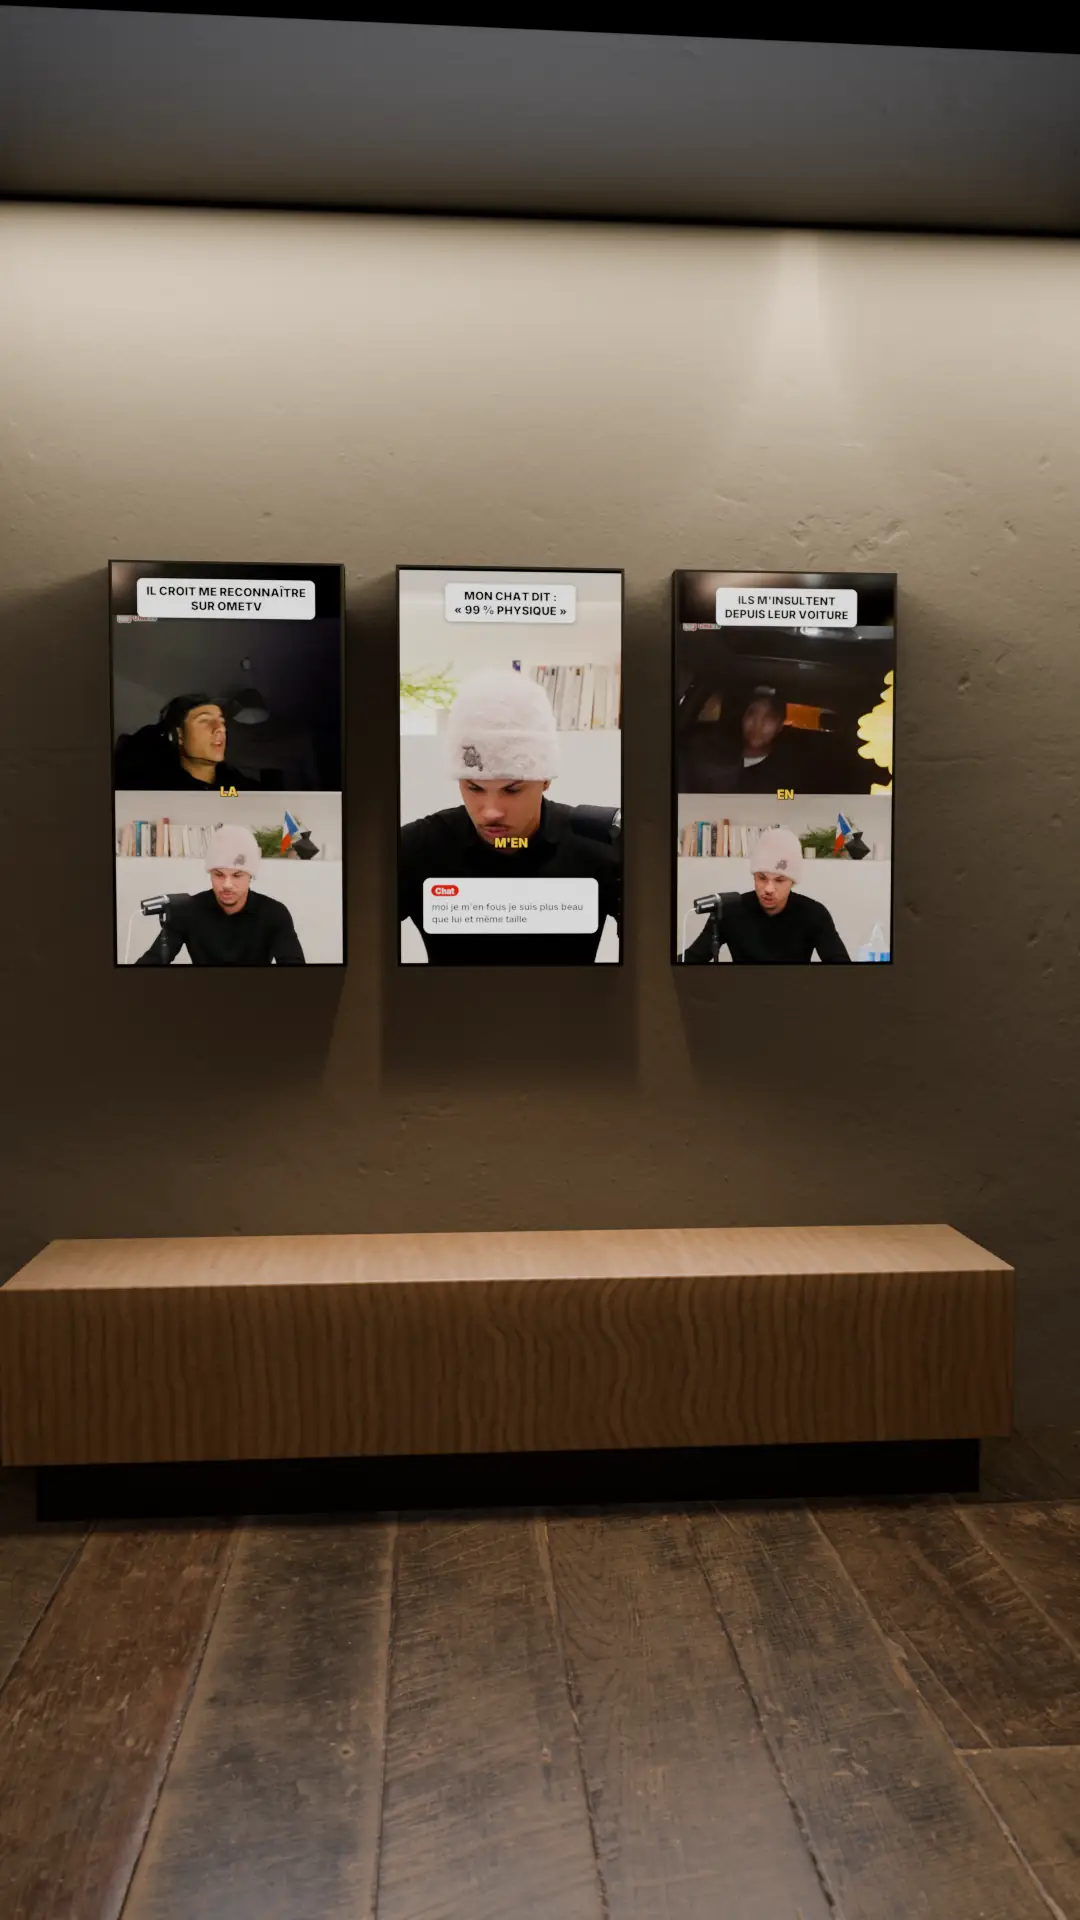 IL CROIT ME RECONNAÎTRE
SUR OMETV
LA
MON CHAT DIT :
« 99 % PHYSIQUE »
M'EN
Chat
moi je m'en fous je suis plus beau
que lui et même taille
ILS M'INSULTENT
DEPUIS LEUR VOITURE
EN